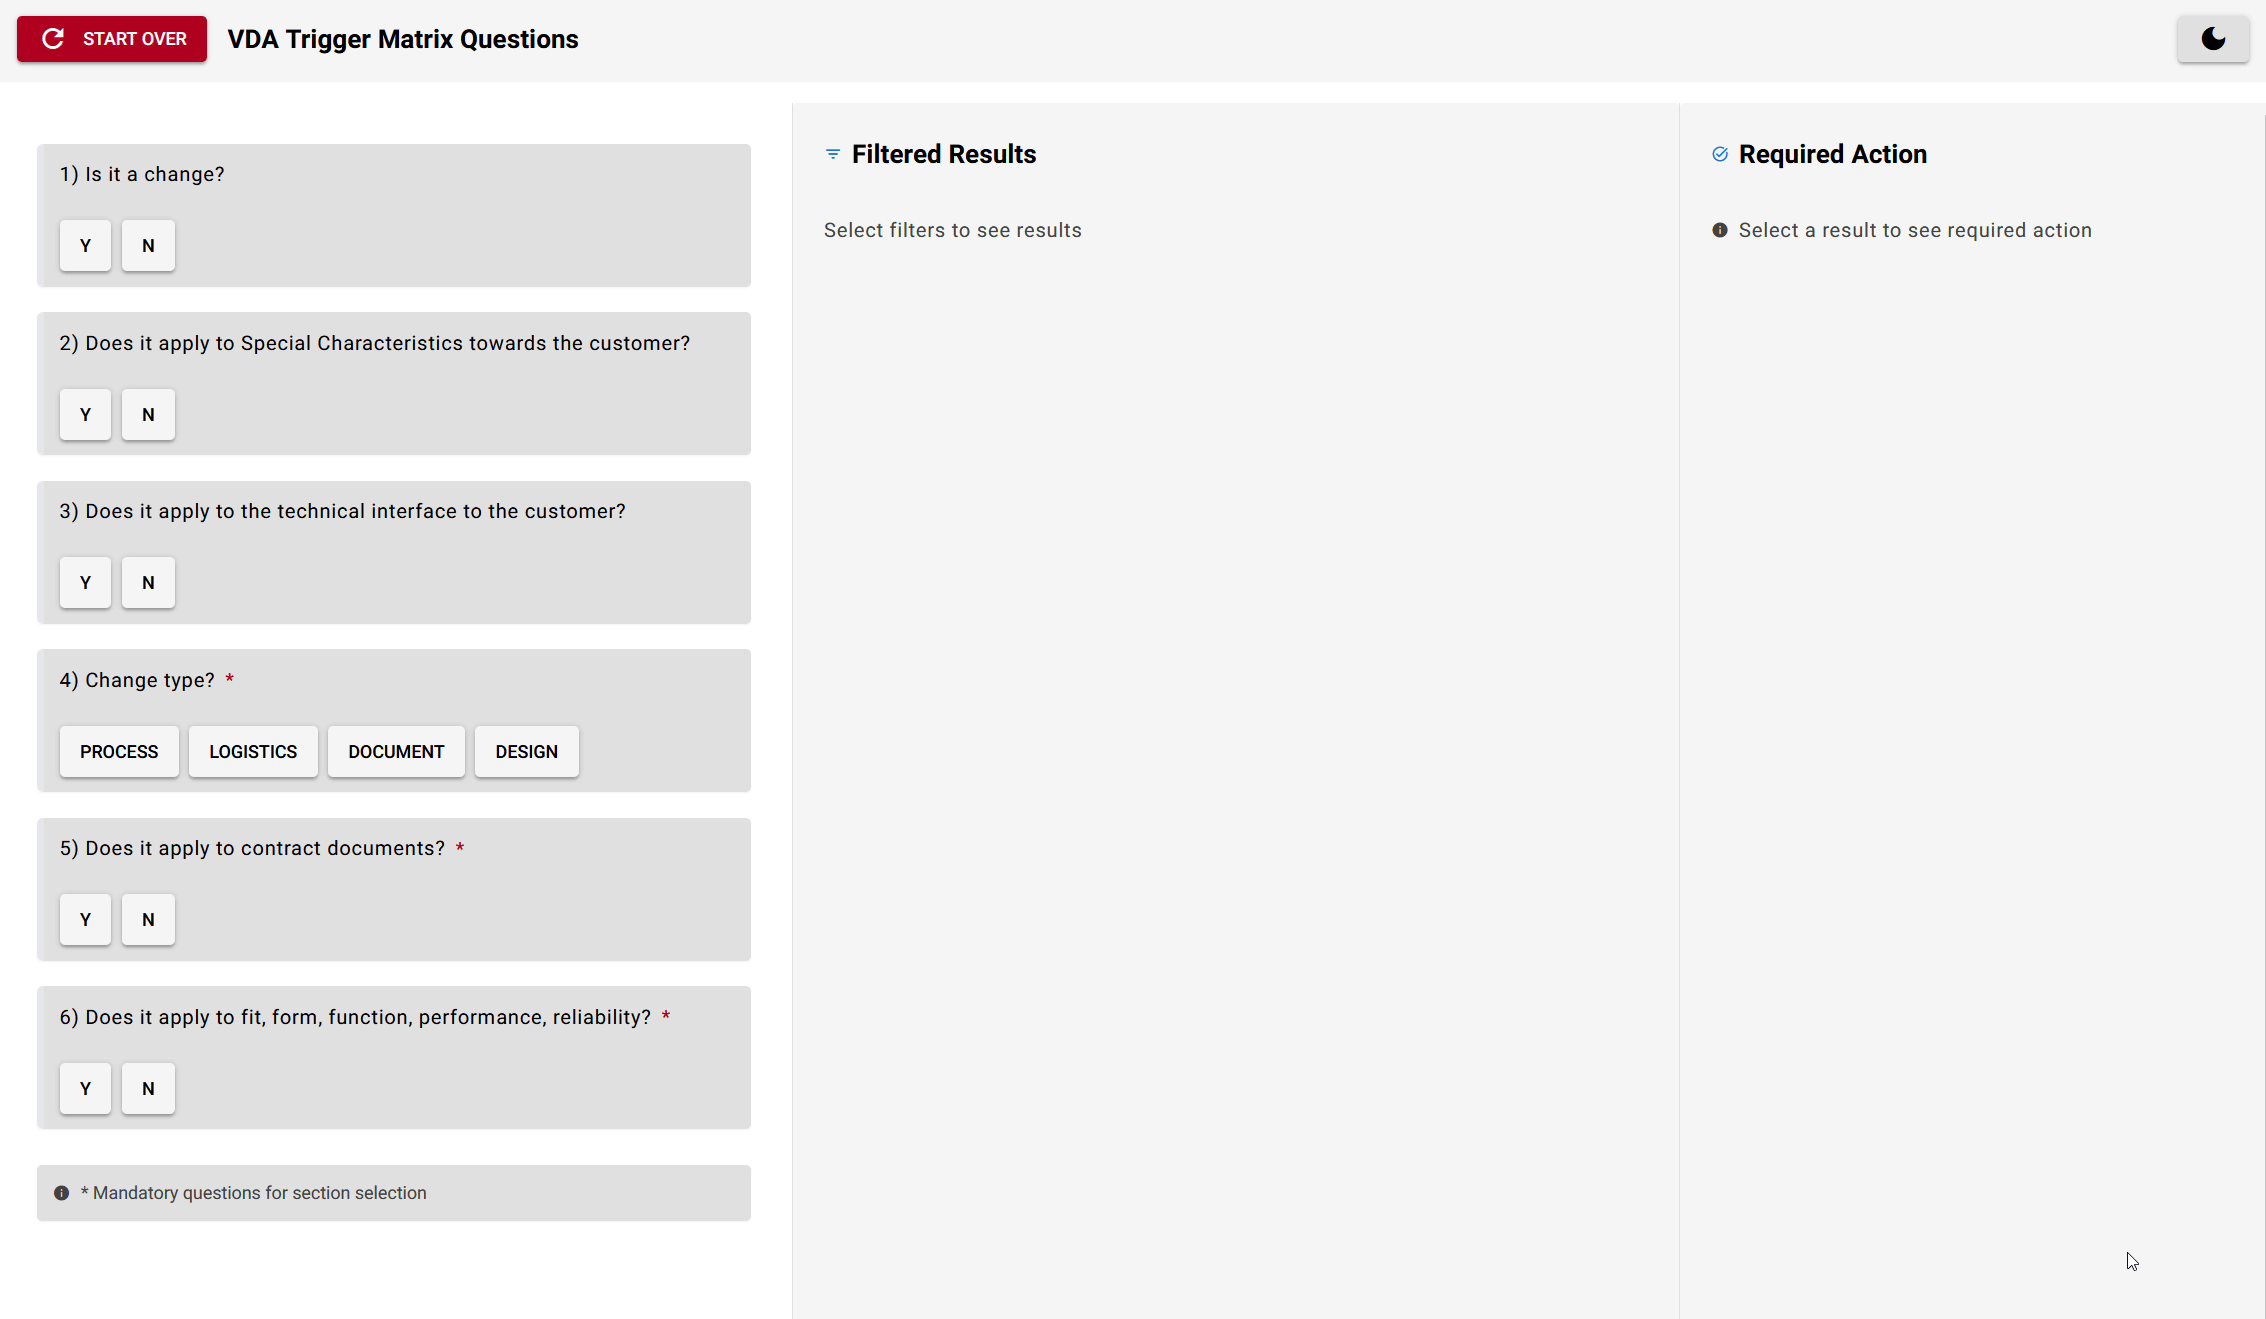 START OVER
VDA Trigger Matrix Questions
1) Is it a change?
Y N
2) Does it apply to Special Characteristics towards the customer?
Y N
3) Does it apply to the technical interface to the customer?
Y N
4) Change type? *
PROCESS LOGISTICS DOCUMENT DESIGN
5) Does it apply to contract documents? *
Y N
6) Does it apply to fit, form, function, performance, reliability? *
Y N
* Mandatory questions for section selection
Filtered Results
Select filters to see results
Required Action
Select a result to see required action